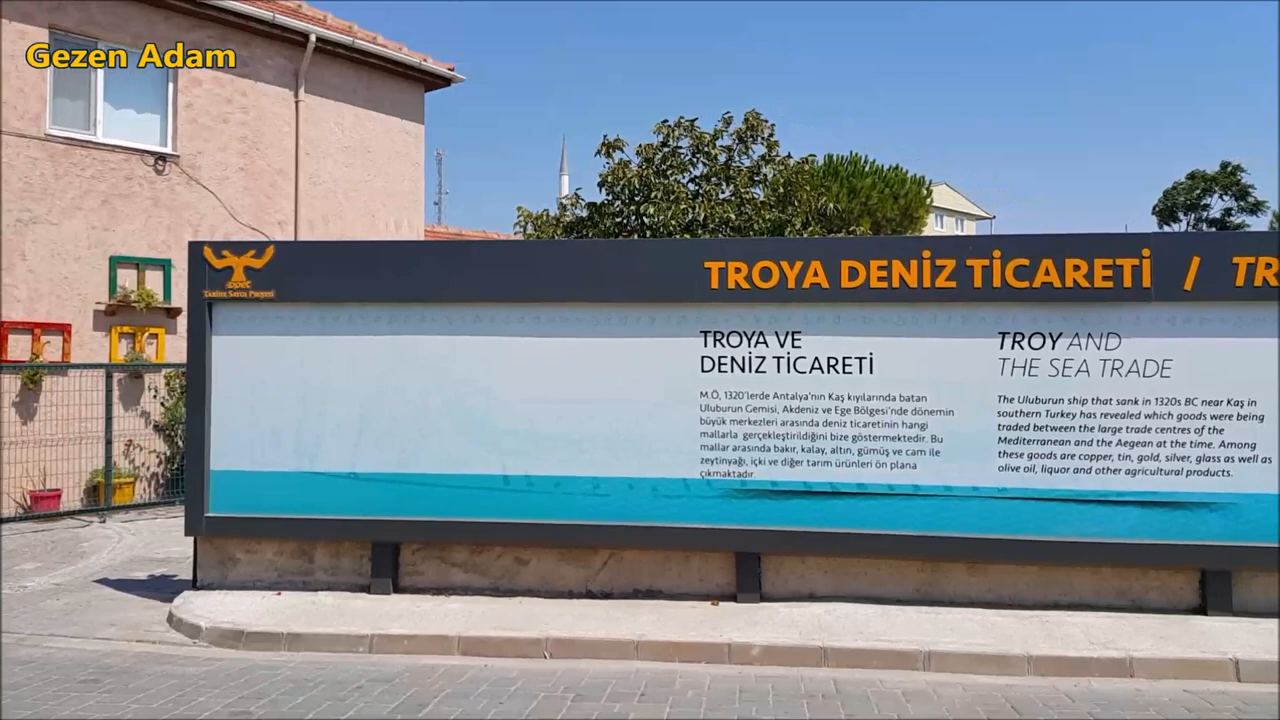 Gezen Adam
opet
Tarihe Saygı Projesi
TROYA DENİZ TİCARETİ / TR
TROYA VE
DENİZ TİCARETİ
M.Ö, 1320'lerde Antalya'nın Kaş kıyılarında batan
Uluburun Gemisi, Akdeniz ve Ege Bölgesi'nde dönemin
büyük merkezleri arasında deniz ticaretinin hangi
mallarla gerçekleştirildiğini bize göstermektedir. Bu
mallar arasında bakır, kalay, altın, gümüş ve cam ile
zeytinyağı, içki ve diğer tarım ürünleri ön plana
çıkmaktadır.
TROY AND
THE SEA TRADE
The Uluburun ship that sank in 1320s BC near Kaş in
southern Turkey has revealed which goods were being
traded between the large trade centres of the
Mediterranean and the Aegean at the time. Among
these goods are copper, tin, gold, silver, glass as well as
olive oil, liquor and other agricultural products.